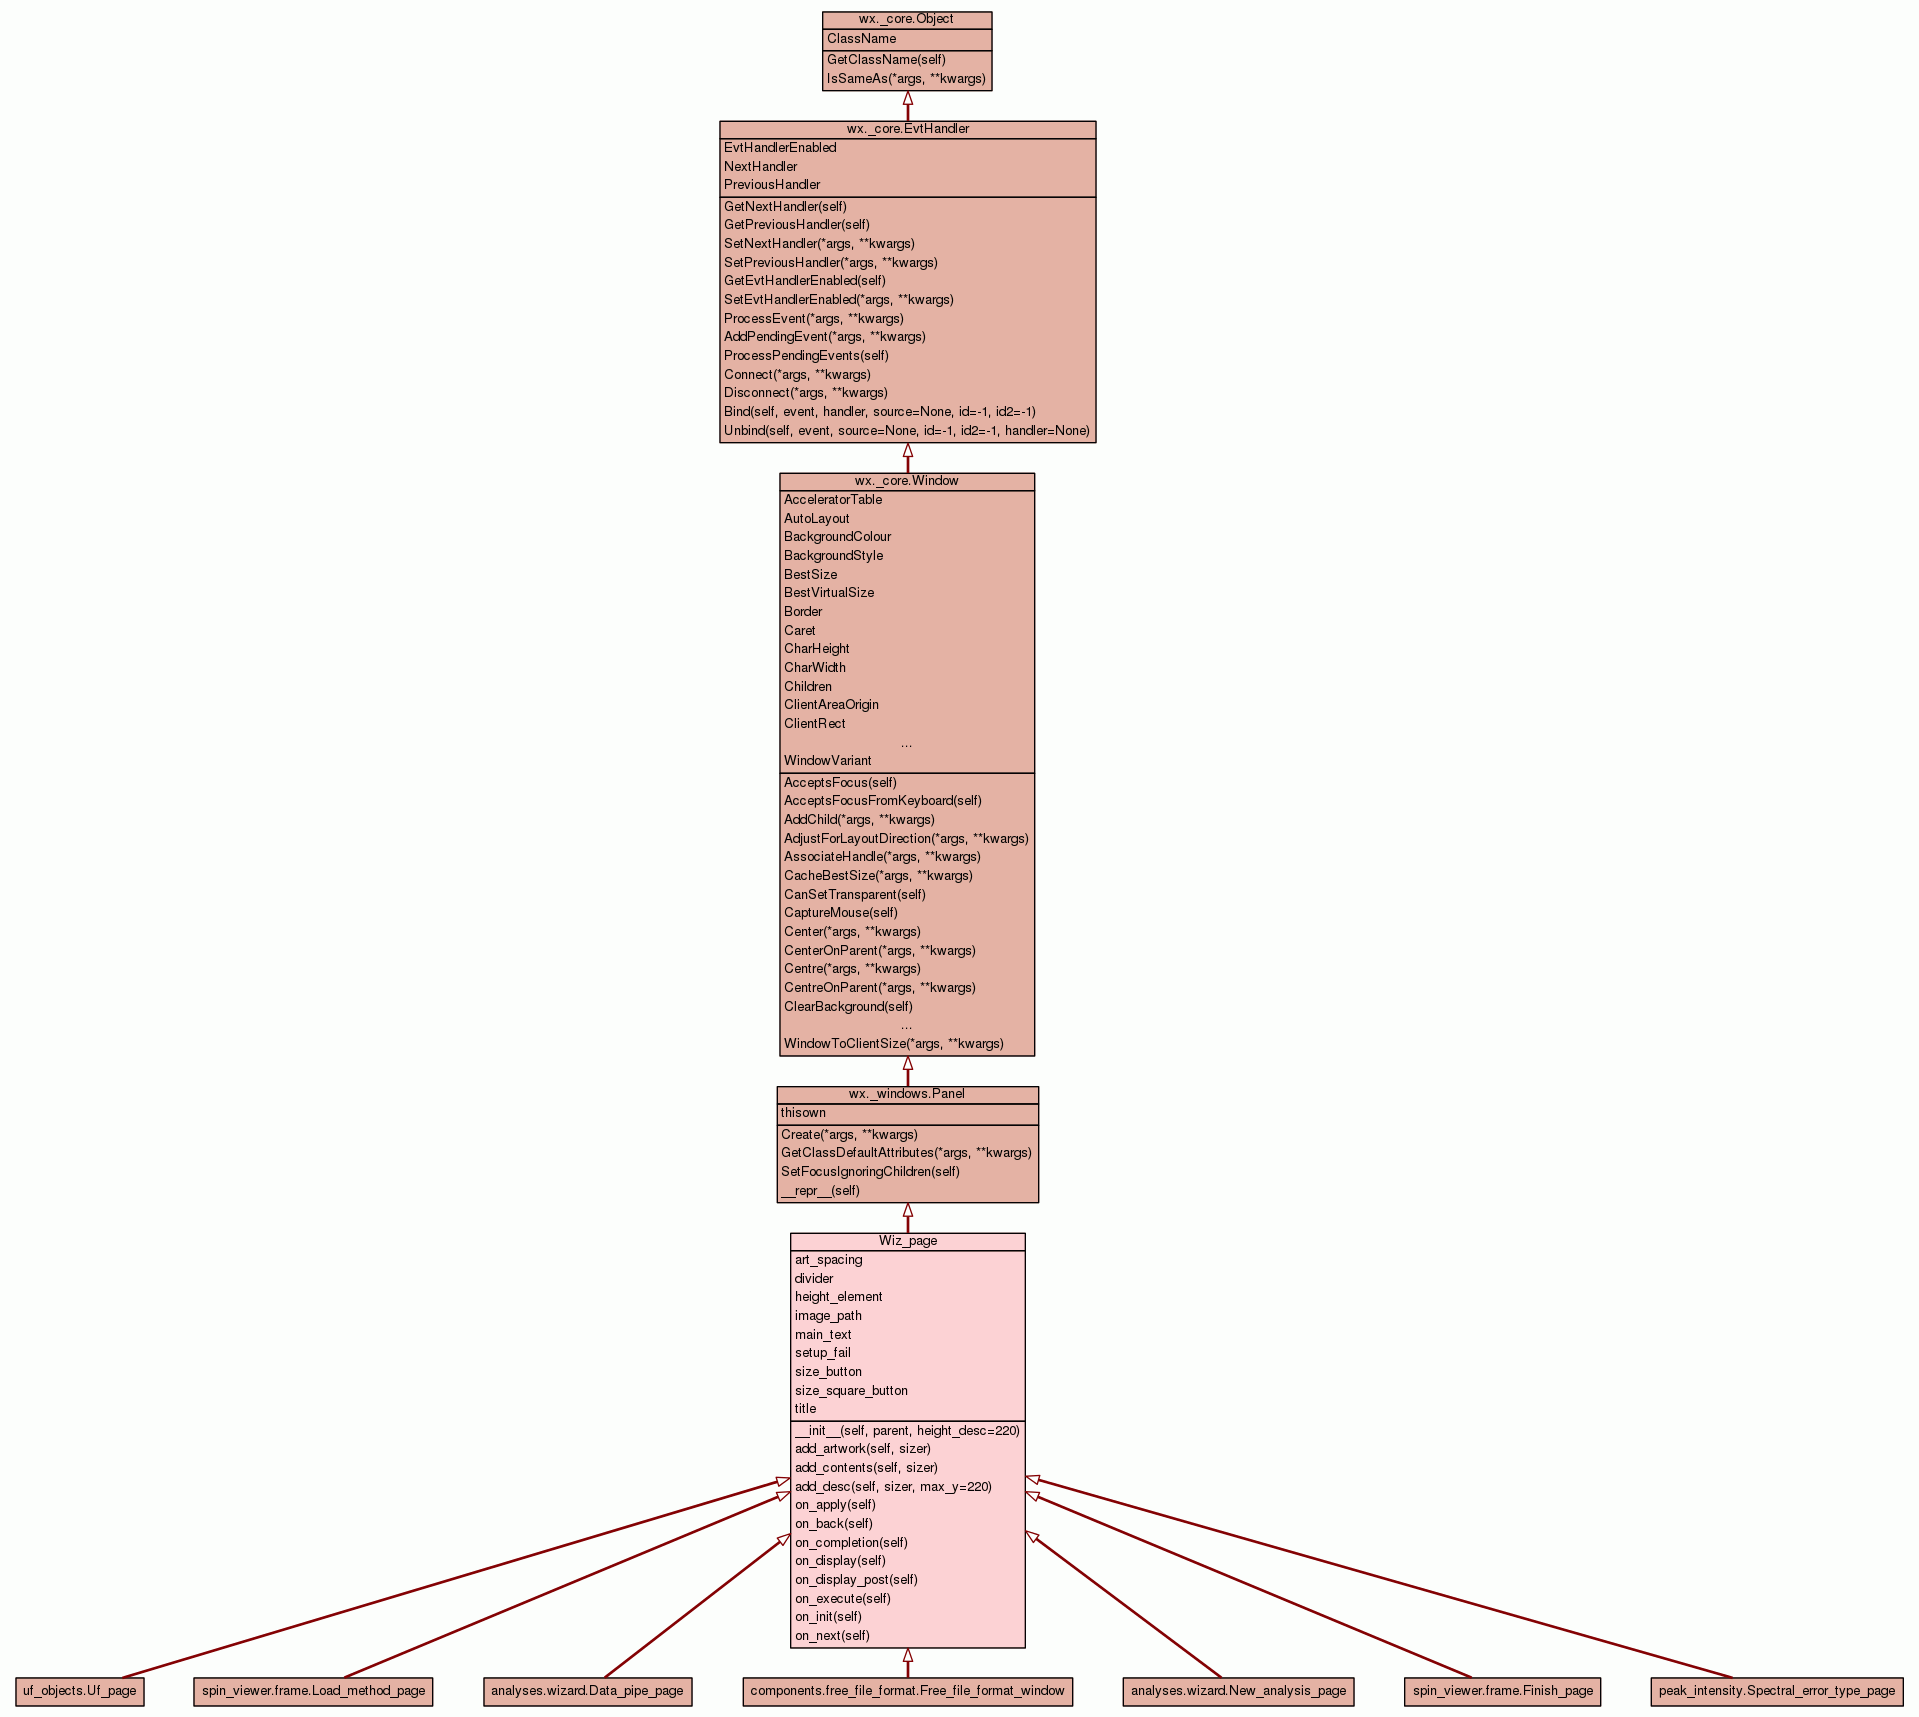 wx._core.Object
ClassName
GetClassName(self)
IsSameAs(*args, **kwargs)
wx._core.EvtHandler
EvtHandlerEnabled
NextHandler
PreviousHandler
GetNextHandler(self)
GetPreviousHandler(self)
SetNextHandler(*args, **kwargs)
SetPreviousHandler(*args, **kwargs)
GetEvtHandlerEnabled(self)
SetEvtHandlerEnabled(*args, **kwargs)
ProcessEvent(*args, **kwargs)
AddPendingEvent(*args, **kwargs)
ProcessPendingEvents(self)
Connect(*args, **kwargs)
Disconnect(*args, **kwargs)
Bind(self, event, handler, source=None, id=-1, id2=-1)
Unbind(self, event, source=None, id=-1, id2=-1, handler=None)
wx._core.Window
AcceleratorTable
AutoLayout
BackgroundColour
BackgroundStyle
BestSize
BestVirtualSize
Border
Caret
CharHeight
CharWidth
Children
ClientAreaOrigin
ClientRect
...
WindowVariant
AcceptsFocus(self)
AcceptsFocusFromKeyboard(self)
AddChild(*args, **kwargs)
AdjustForLayoutDirection(*args, **kwargs)
AssociateHandle(*args, **kwargs)
CacheBestSize(*args, **kwargs)
CanSetTransparent(self)
CaptureMouse(self)
Center(*args, **kwargs)
CenterOnParent(*args, **kwargs)
Centre(*args, **kwargs)
CentreOnParent(*args, **kwargs)
ClearBackground(self)
...
WindowToClientSize(*args, **kwargs)
wx._windows.Panel
thisown
Create(*args, **kwargs)
GetClassDefaultAttributes(*args, **kwargs)
SetFocusIgnoringChildren(self)
__repr__(self)
Wiz_page
art_spacing
divider
height_element
image_path
main_text
setup_fail
size_button
size_square_button
title
__init__(self, parent, height_desc=220)
add_artwork(self, sizer)
add_contents(self, sizer)
add_desc(self, sizer, max_y=220)
on_apply(self)
on_back(self)
on_completion(self)
on_display(self)
on_display_post(self)
on_execute(self)
on_init(self)
on_next(self)
uf_objects.Uf_page
spin_viewer.frame.Load_method_page
analyses.wizard.Data_pipe_page
components.free_file_format.Free_file_format_window
analyses.wizard.New_analysis_page
spin_viewer.frame.Finish_page
peak_intensity.Spectral_error_type_page